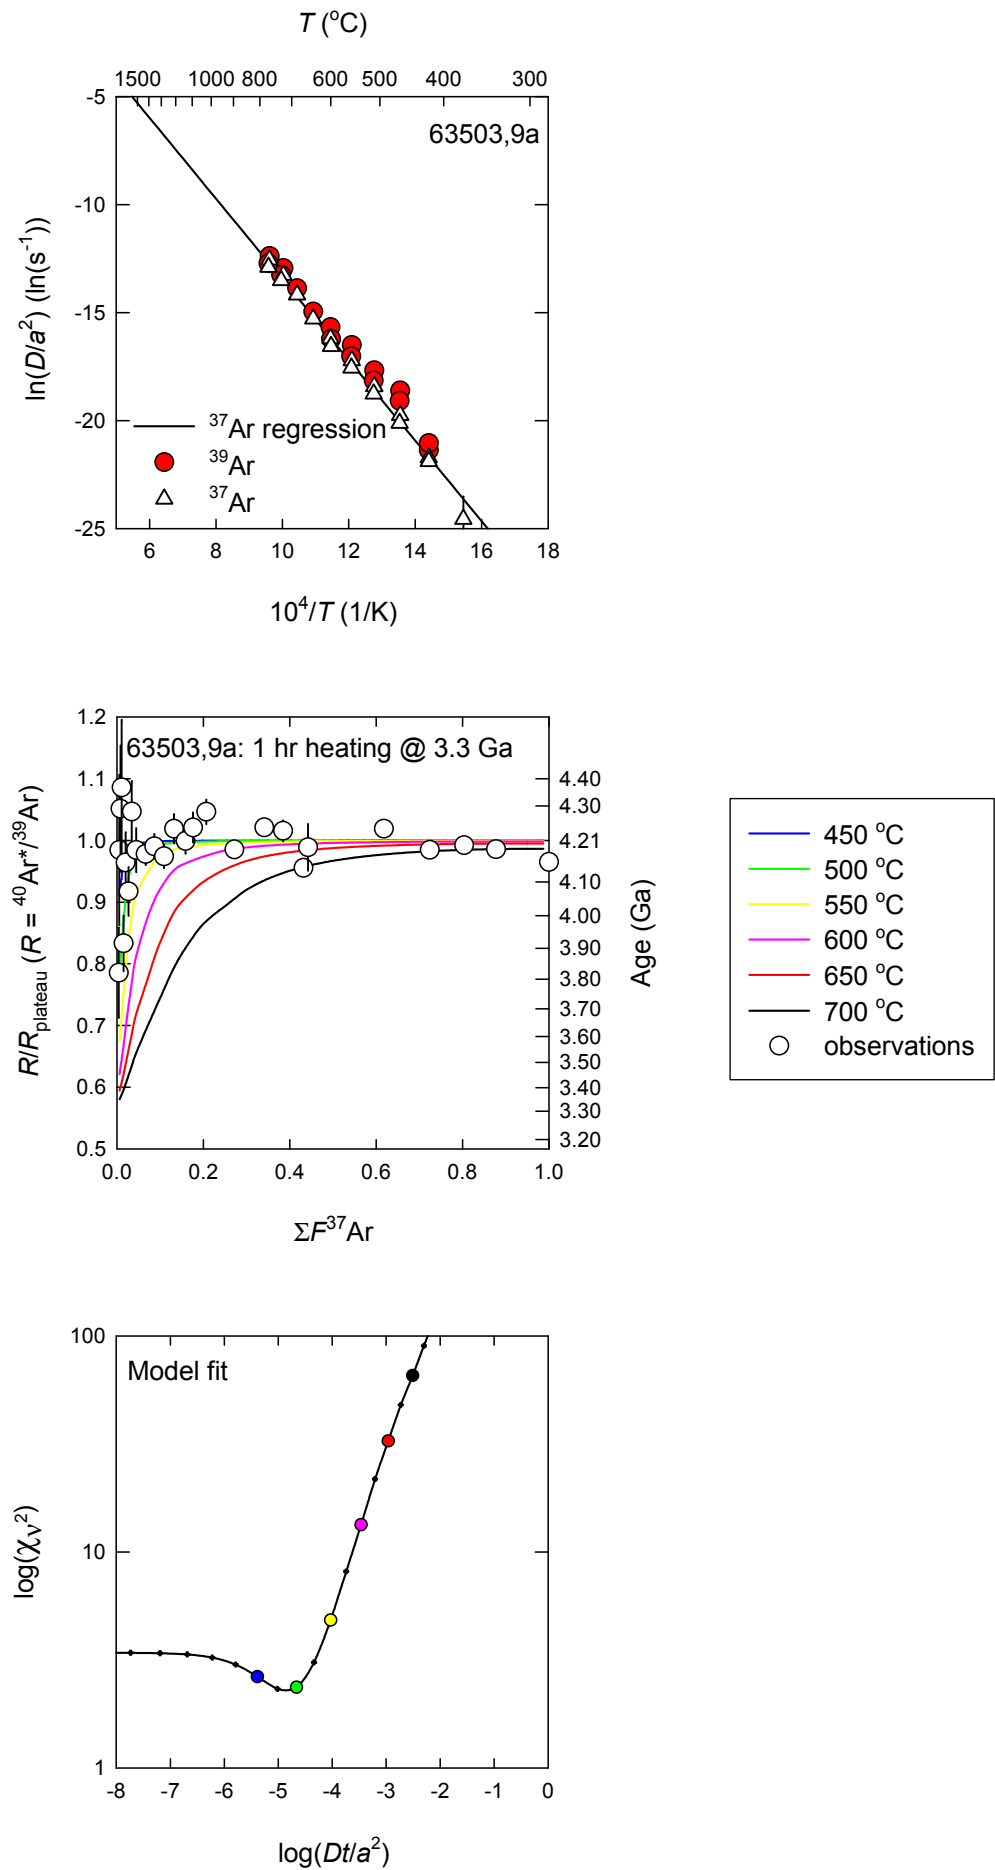 T (°C)
1500 1000 800 600 500 400 300
63503,9a
-5
-10
-15
-20
-25
ln(D/a²) (ln(s⁻¹))
³⁷Ar regression
³⁹Ar
³⁷Ar
6 8 10 12 14 16 18
10⁴/T (1/K)
63503,9a: 1 hr heating @ 3.3 Ga
1.2
1.1
1.0
0.9
0.8
0.7
0.6
0.5
R/Rplateau (R = ⁴⁰Ar*/³⁹Ar)
4.40
4.30
4.21
4.10
4.00
3.90
3.80
3.70
3.60
3.50
3.40
3.30
3.20
Age (Ga)
0.0 0.2 0.4 0.6 0.8 1.0
ΣF³⁷Ar
450 °C
500 °C
550 °C
600 °C
650 °C
700 °C
observations
Model fit
100
10
1
log(χν²)
-8 -7 -6 -5 -4 -3 -2 -1 0
log(Dt/a²)